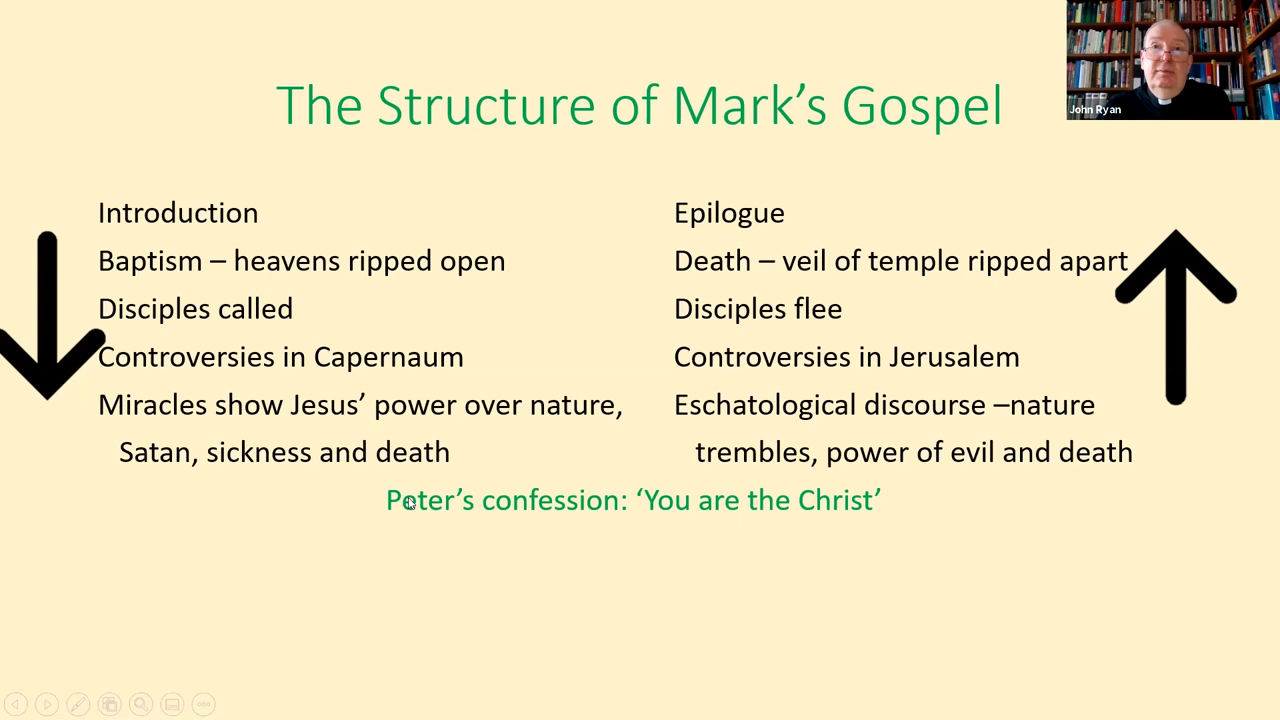 The Structure of Mark’s Gospel
John Ryan
Introduction
Baptism – heavens ripped open
Disciples called
Controversies in Capernaum
Miracles show Jesus’ power over nature,
Satan, sickness and death
Epilogue
Death – veil of temple ripped apart
Disciples flee
Controversies in Jerusalem
Eschatological discourse –nature
trembles, power of evil and death
Peter’s confession: ‘You are the Christ’